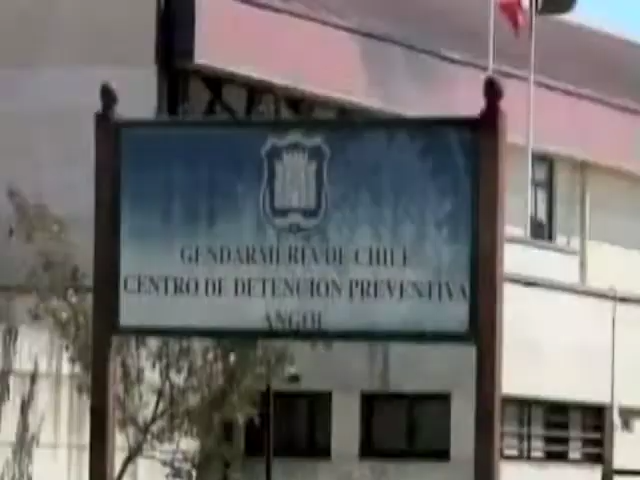 GENDARMERIA DE CHILE
CENTRO DE DETENCION PREVENTIVA
ANGOL